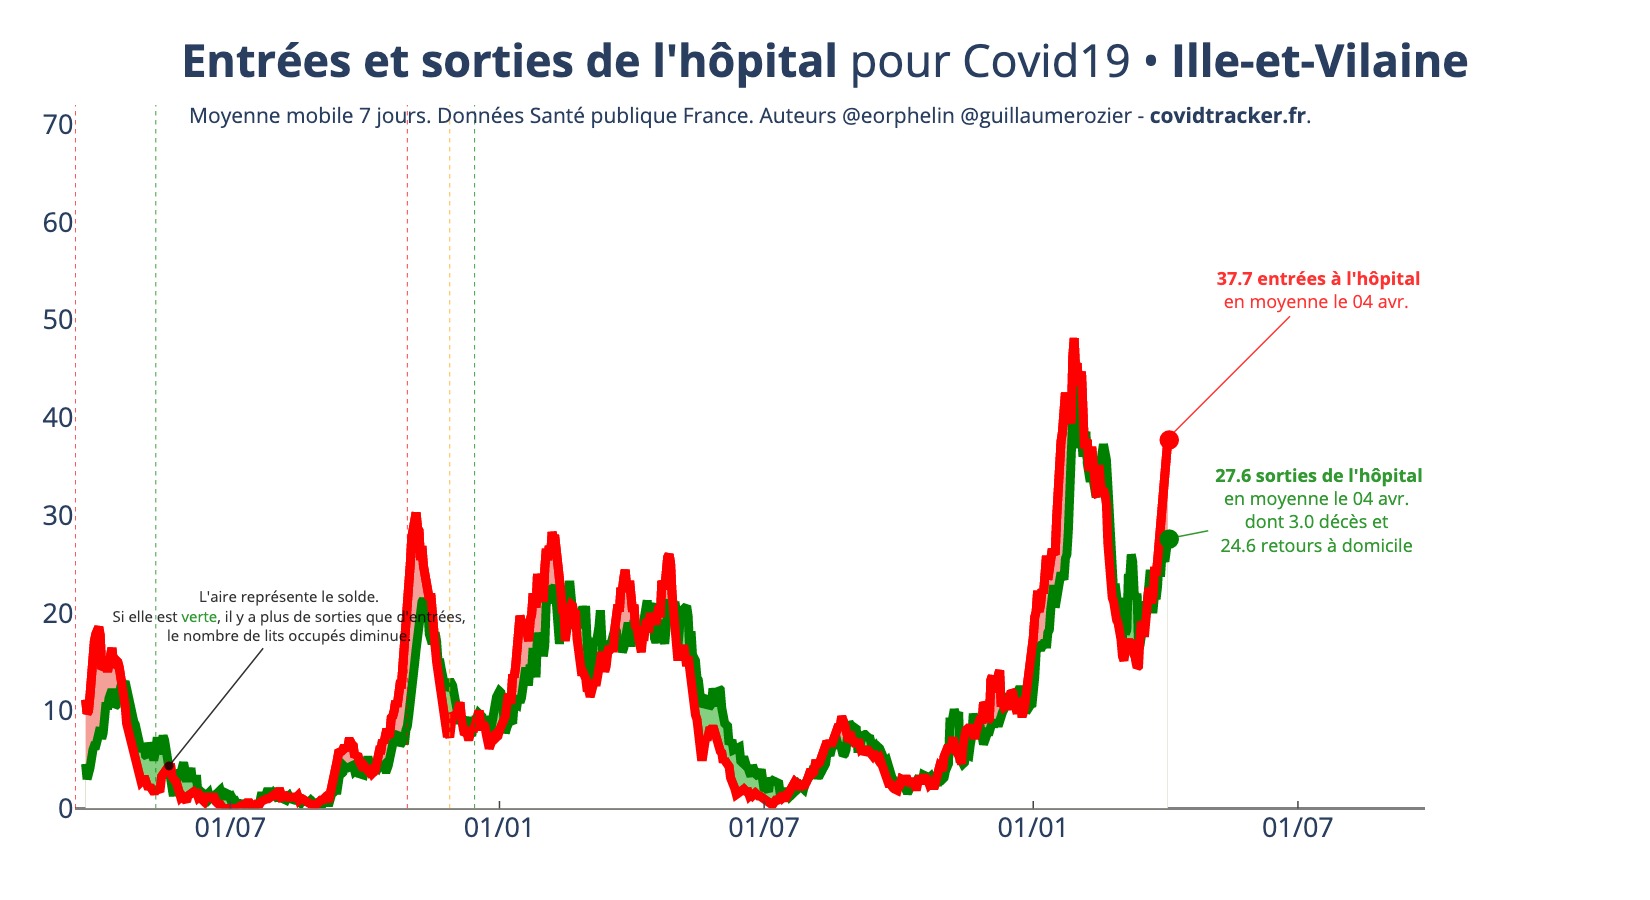 Entrées et sorties de l'hôpital pour Covid19 • Ille-et-Vilaine
Moyenne mobile 7 jours. Données Santé publique France. Auteurs @eorphelin @guillaumerozier - covidtracker.fr.
70
60
50
40
30
20
10
0
37.7 entrées à l'hôpital
en moyenne le 04 avr.
27.6 sorties de l'hôpital
en moyenne le 04 avr.
dont 3.0 décès et
24.6 retours à domicile
L'aire représente le solde.
Si elle est verte, il y a plus de sorties que d'entrées,
le nombre de lits occupés diminue.
01/07
01/01
01/07
01/01
01/07